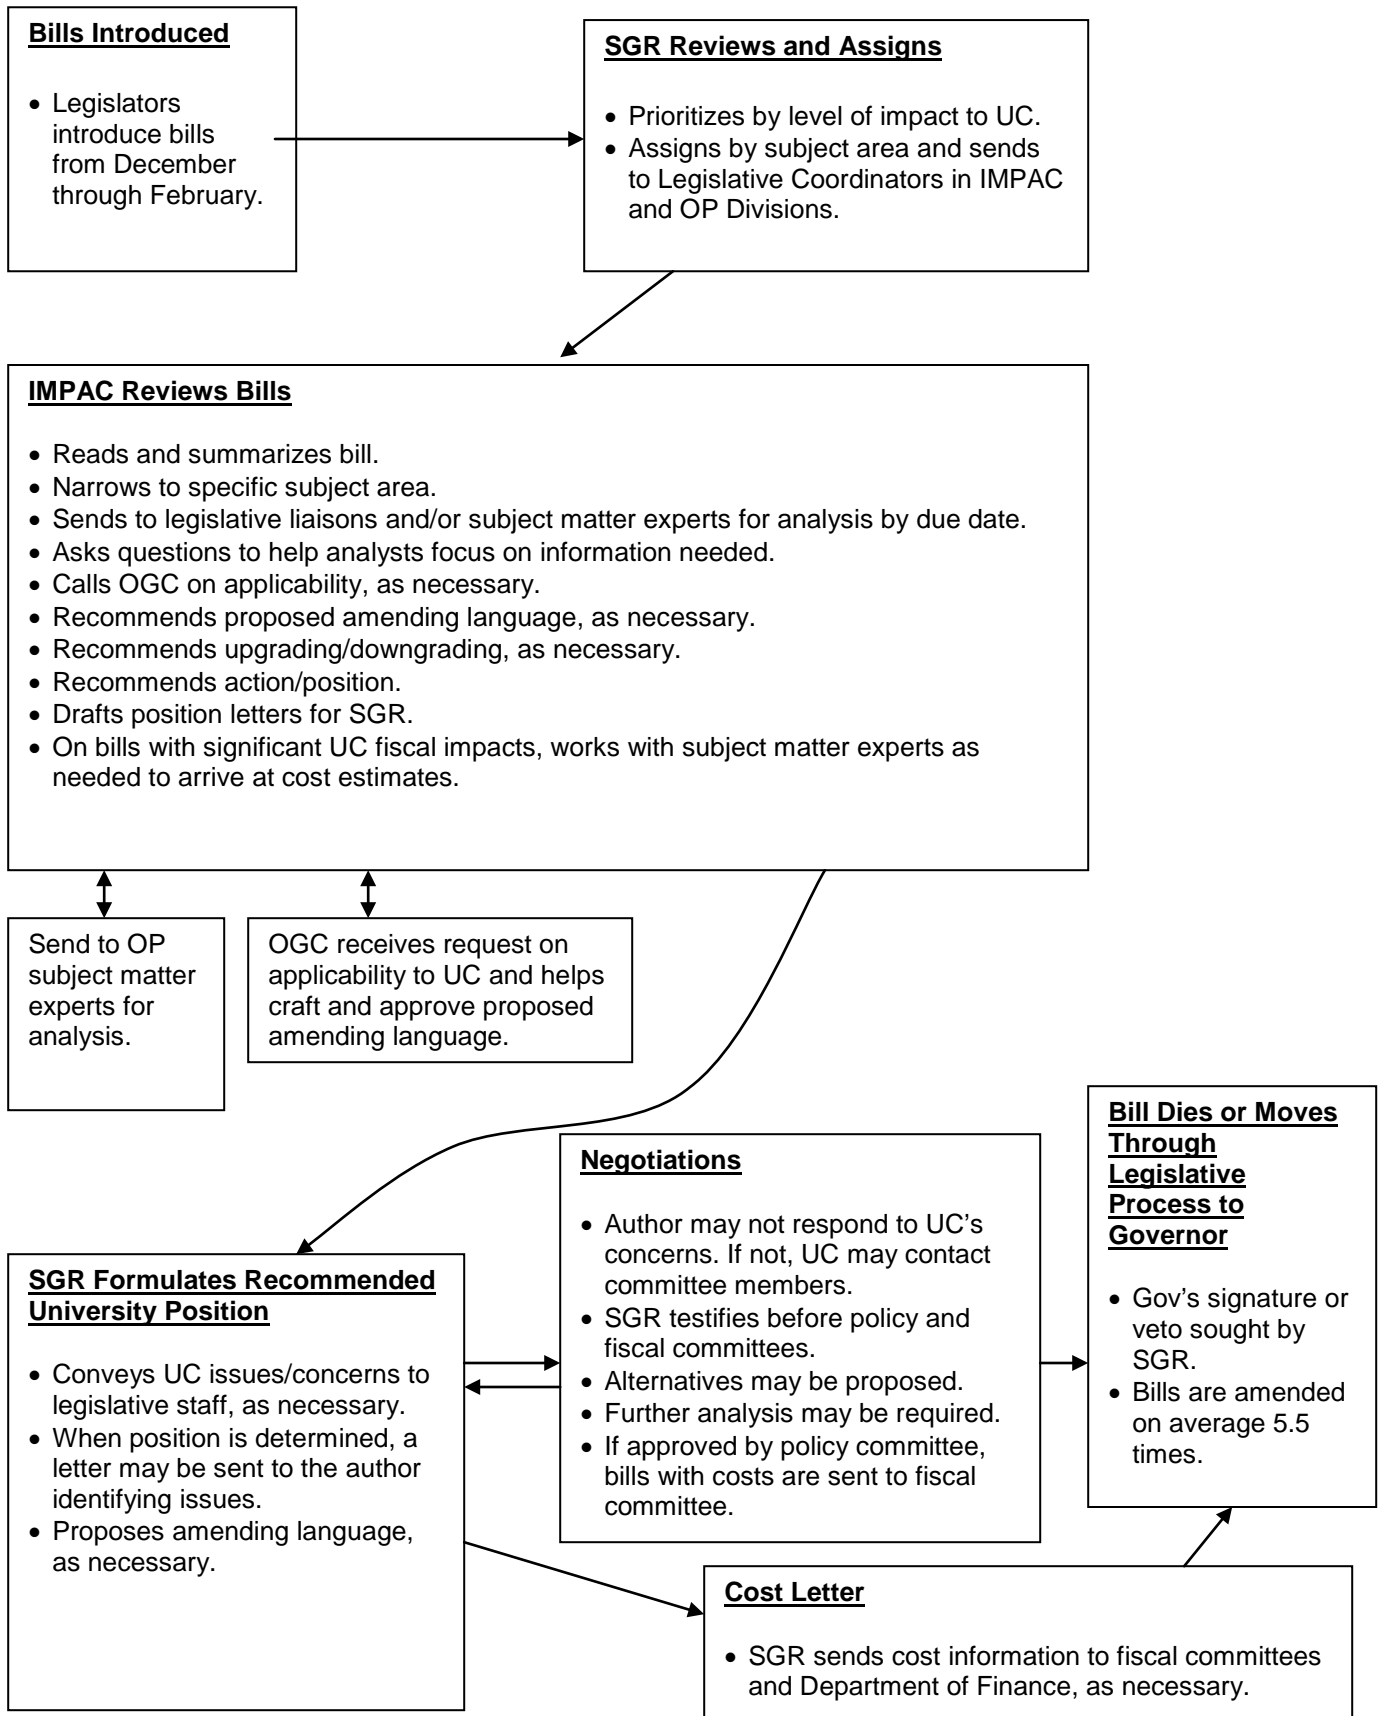 Bills Introduced
• Legislators
introduce bills
from December
through February.
SGR Reviews and Assigns
• Prioritizes by level of impact to UC.
• Assigns by subject area and sends
to Legislative Coordinators in IMPAC
and OP Divisions.
IMPAC Reviews Bills
• Reads and summarizes bill.
• Narrows to specific subject area.
• Sends to legislative liaisons and/or subject matter experts for analysis by due date.
• Asks questions to help analysts focus on information needed.
• Calls OGC on applicability, as necessary.
• Recommends proposed amending language, as necessary.
• Recommends upgrading/downgrading, as necessary.
• Recommends action/position.
• Drafts position letters for SGR.
• On bills with significant UC fiscal impacts, works with subject matter experts as
needed to arrive at cost estimates.
Send to OP
subject matter
experts for
analysis.
OGC receives request on
applicability to UC and helps
craft and approve proposed
amending language.
SGR Formulates Recommended
University Position
• Conveys UC issues/concerns to
legislative staff, as necessary.
• When position is determined, a
letter may be sent to the author
identifying issues.
• Proposes amending language,
as necessary.
Negotiations
• Author may not respond to UC's
concerns. If not, UC may contact
committee members.
• SGR testifies before policy and
fiscal committees.
• Alternatives may be proposed.
• Further analysis may be required.
• If approved by policy committee,
bills with costs are sent to fiscal
committee.
Bill Dies or Moves
Through
Legislative
Process to
Governor
• Gov's signature or
veto sought by
SGR.
• Bills are amended
on average 5.5
times.
Cost Letter
• SGR sends cost information to fiscal committees
and Department of Finance, as necessary.